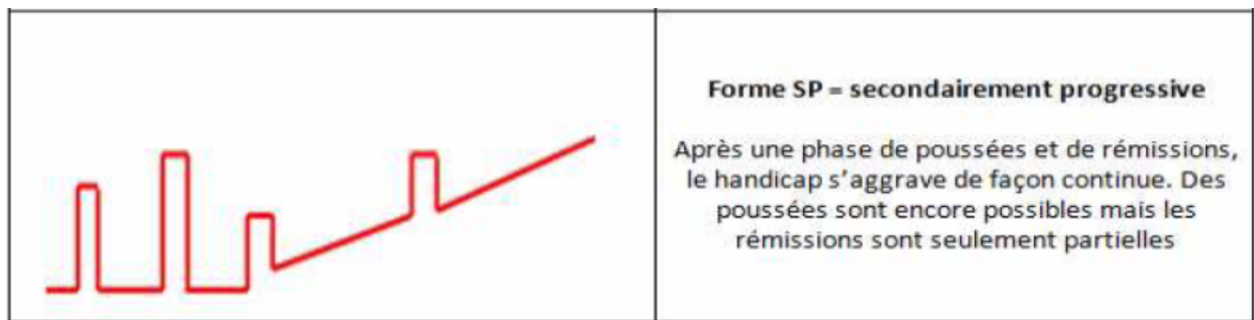 Forme SP = secondairement progressive
Après une phase de poussées et de rémissions,
le handicap s'aggrave de façon continue. Des
poussées sont encore possibles mais les
rémissions sont seulement partielles